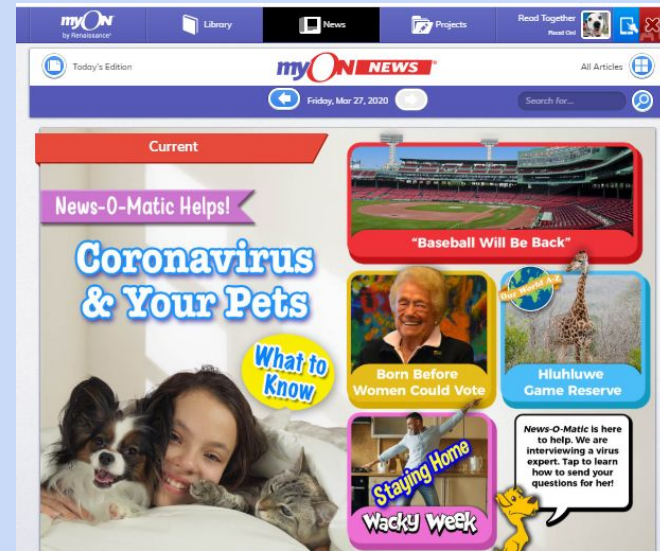 myON
by Renaissance
Library
News
Projects
Read Together
Read On!
Today's Edition
myON NEWS
All Articles
Friday, Mar 27, 2020
Search for...
Current
News-O-Matic Helps!
Coronavirus
& Your Pets
What to
Know
"Baseball Will Be Back"
Born Before
Women Could Vote
Our World A-Z
Hluhluwe
Game Reserve
Staying Home
Wacky Week
News-O-Matic is here
to help. We are
interviewing a virus
expert. Tap to learn
how to send your
questions for her!